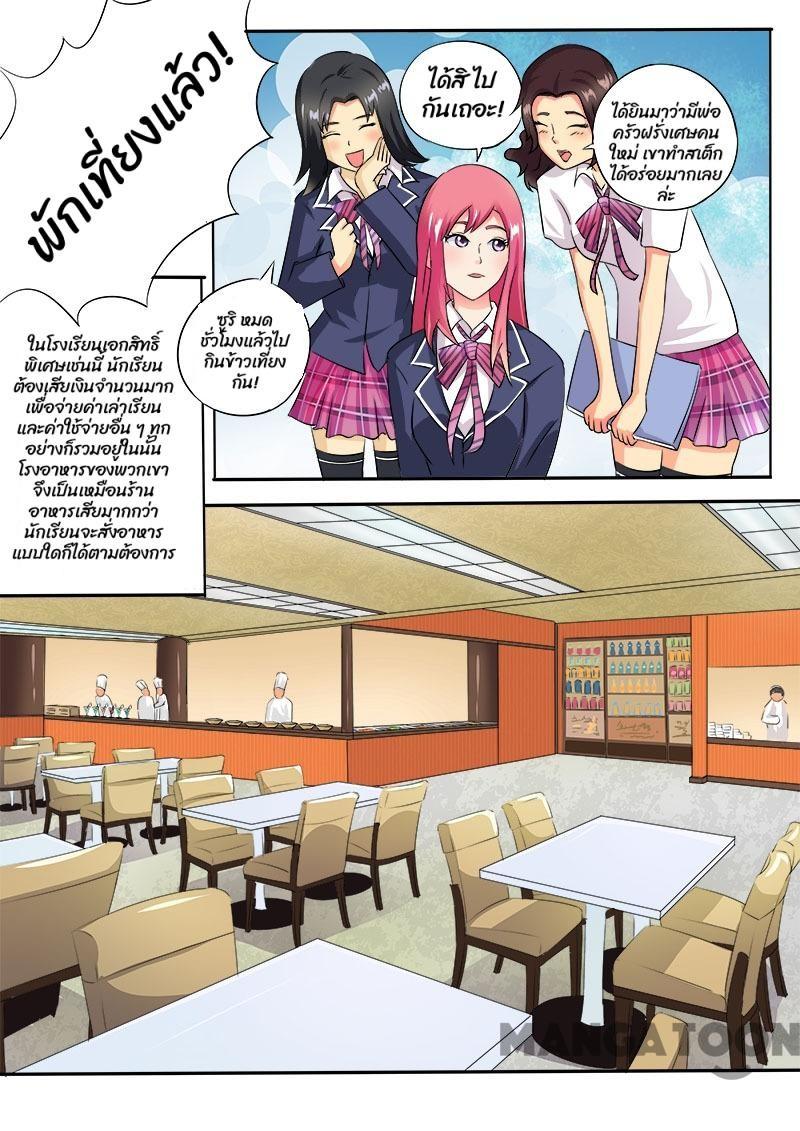 พักเที่ยงแล้ว!
ได้สิ ไป
กันเถอะ!
ได้ยินมาว่ามีพ่อ
ครัวฝรั่งเศษคน
ใหม่ เขาทำสเต็ก
ได้อร่อยมากเลย
ล่ะ
ซูริ หมด
ชั่วโมงแล้วไป
กินข้าวเที่ยง
กัน!
ในโรงเรียนเอกสิทธิ์
พิเศษเช่นนี้ นักเรียน
ต้องเสียเงินจำนวนมาก
เพื่อจ่ายค่าเล่าเรียน
และค่าใช้จ่ายอื่น ๆ ทุก
อย่างก็รวมอยู่ในนั้น
โรงอาหารของพวกเขา
จึงเป็นเหมือนร้าน
อาหารเสียมากกว่า
นักเรียนจะสั่งอาหาร
แบบใดก็ได้ตามต้องการ
MANGATOON